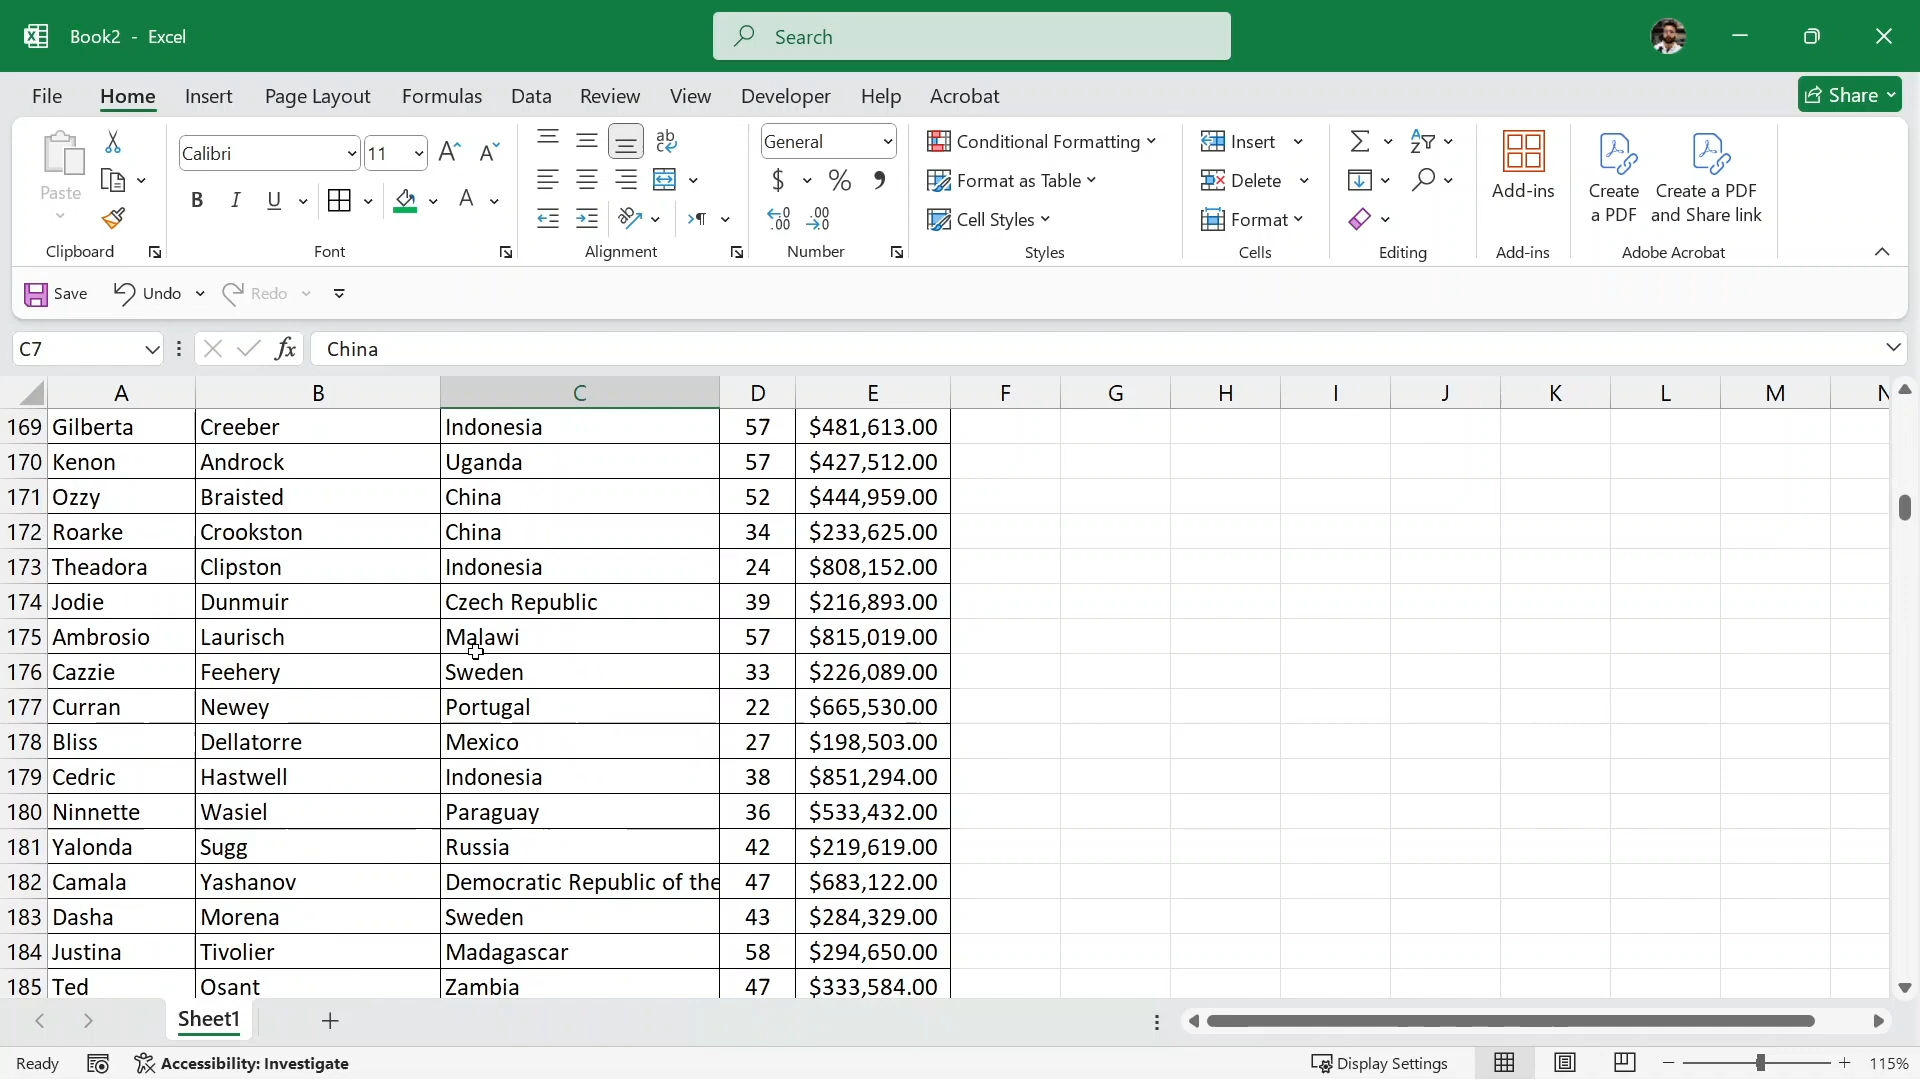 Book2 - Excel
Search
File Home Insert Page Layout Formulas Data Review View Developer Help Acrobat
Share
Paste
Calibri 11
B I U
General
$ %
Conditional Formatting
Format as Table
Cell Styles
Insert
Delete
Format
Add-ins
Create a PDF
Create a PDF and Share link
Clipboard Font Alignment Number Styles Cells Editing Add-ins Adobe Acrobat
Save Undo Redo
C7 fx China
A B C D E F G H I J K L M N
169 Gilberta Creeber Indonesia 57 $481,613.00
170 Kenon Androck Uganda 57 $427,512.00
171 Ozzy Braisted China 52 $444,959.00
172 Roarke Crookston China 34 $233,625.00
173 Theadora Clipston Indonesia 24 $808,152.00
174 Jodie Dunmuir Czech Republic 39 $216,893.00
175 Ambrosio Laurisch Malawi 57 $815,019.00
176 Cazzie Feehery Sweden 33 $226,089.00
177 Curran Newey Portugal 22 $665,530.00
178 Bliss Dellatorre Mexico 27 $198,503.00
179 Cedric Hastwell Indonesia 38 $851,294.00
180 Ninnette Wasiel Paraguay 36 $533,432.00
181 Yalonda Sugg Russia 42 $219,619.00
182 Camala Yashanov Democratic Republic of the 47 $683,122.00
183 Dasha Morena Sweden 43 $284,329.00
184 Justina Tivolier Madagascar 58 $294,650.00
185 Ted Osant Zambia 47 $333,584.00
Sheet1
Ready Accessibility: Investigate Display Settings 115%